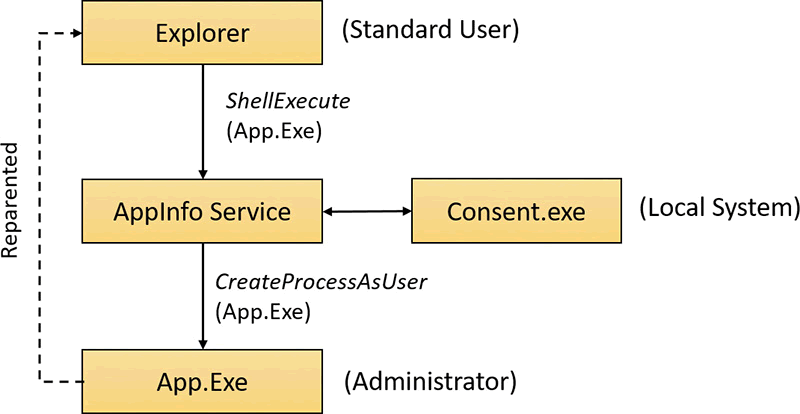 Explorer
(Standard User)
ShellExecute
(App.Exe)
Reparented
AppInfo Service
Consent.exe
(Local System)
CreateProcessAsUser
(App.Exe)
App.Exe
(Administrator)